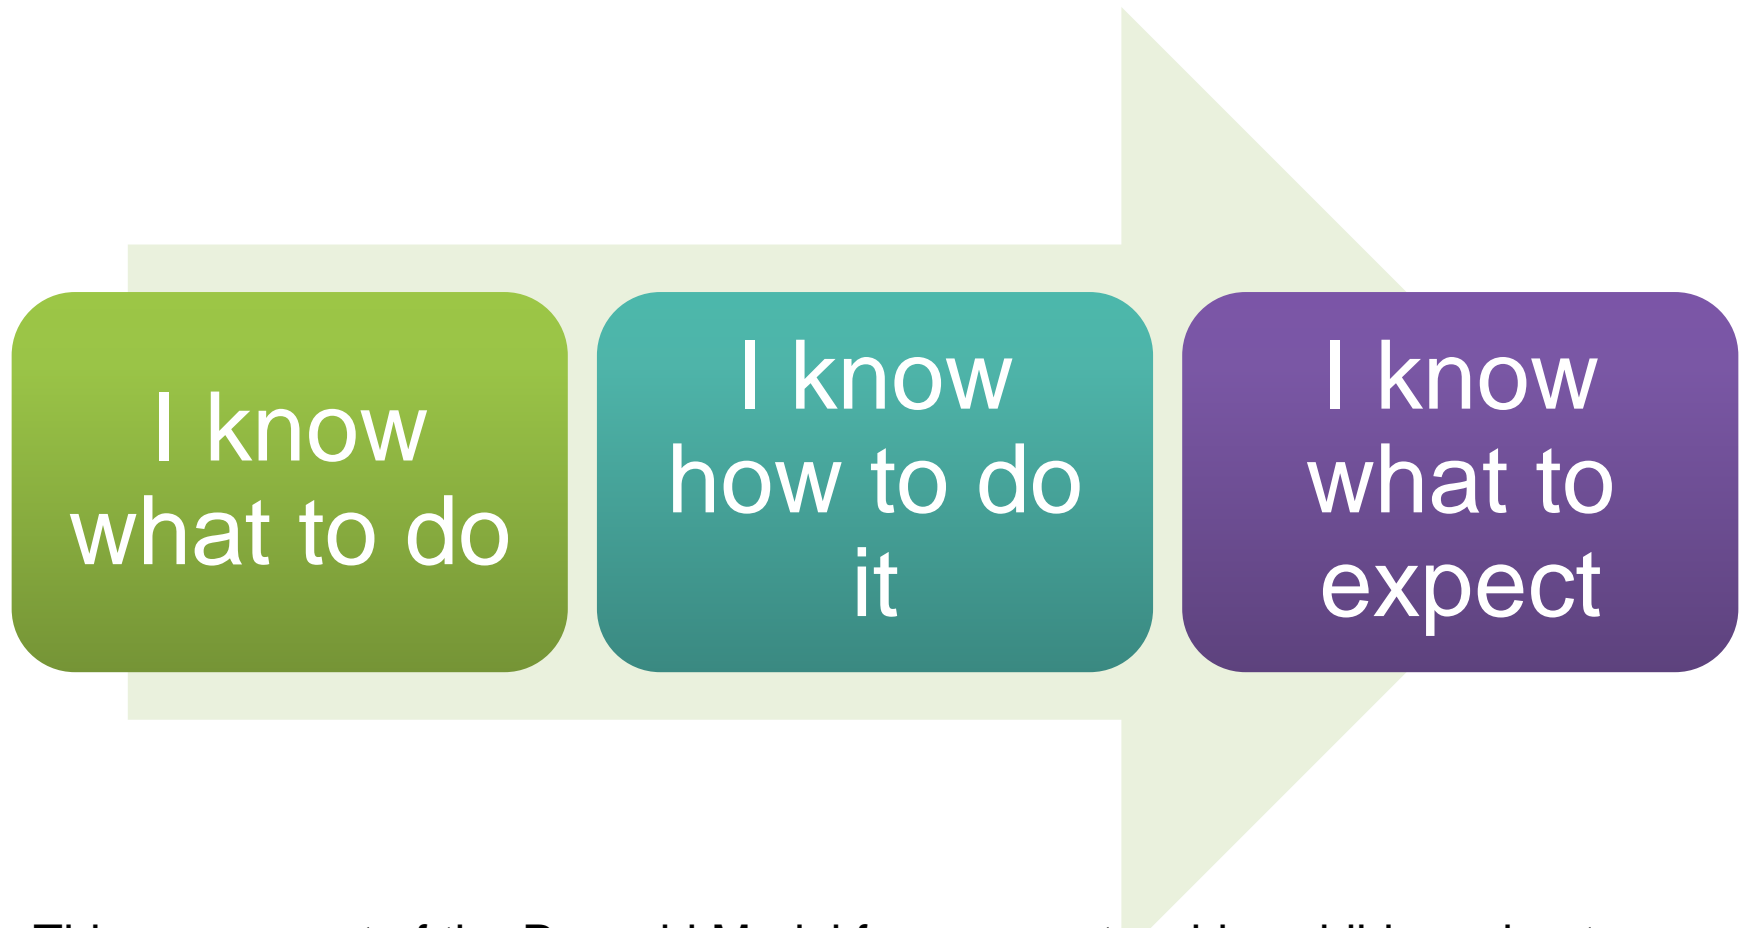 I know
what to do
I know
how to do
it
I know
what to
expect